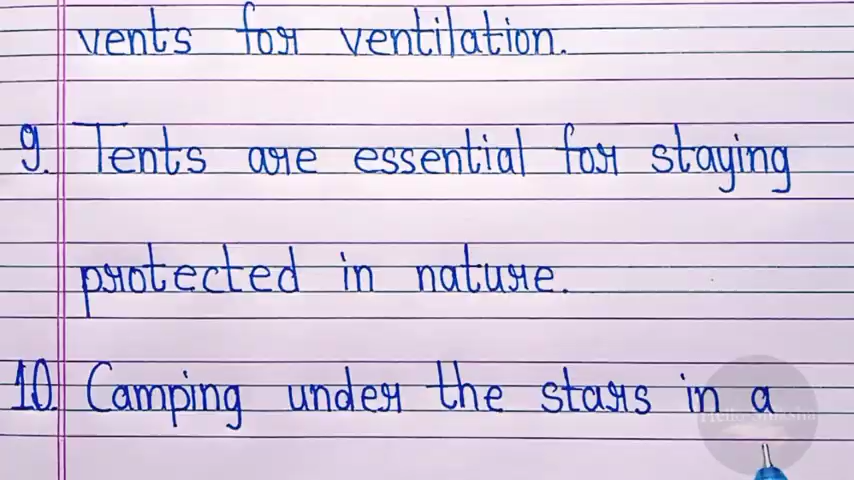 vents for ventilation.
9. Tents are essential for staying
protected in nature.
10. Camping under the stars in a